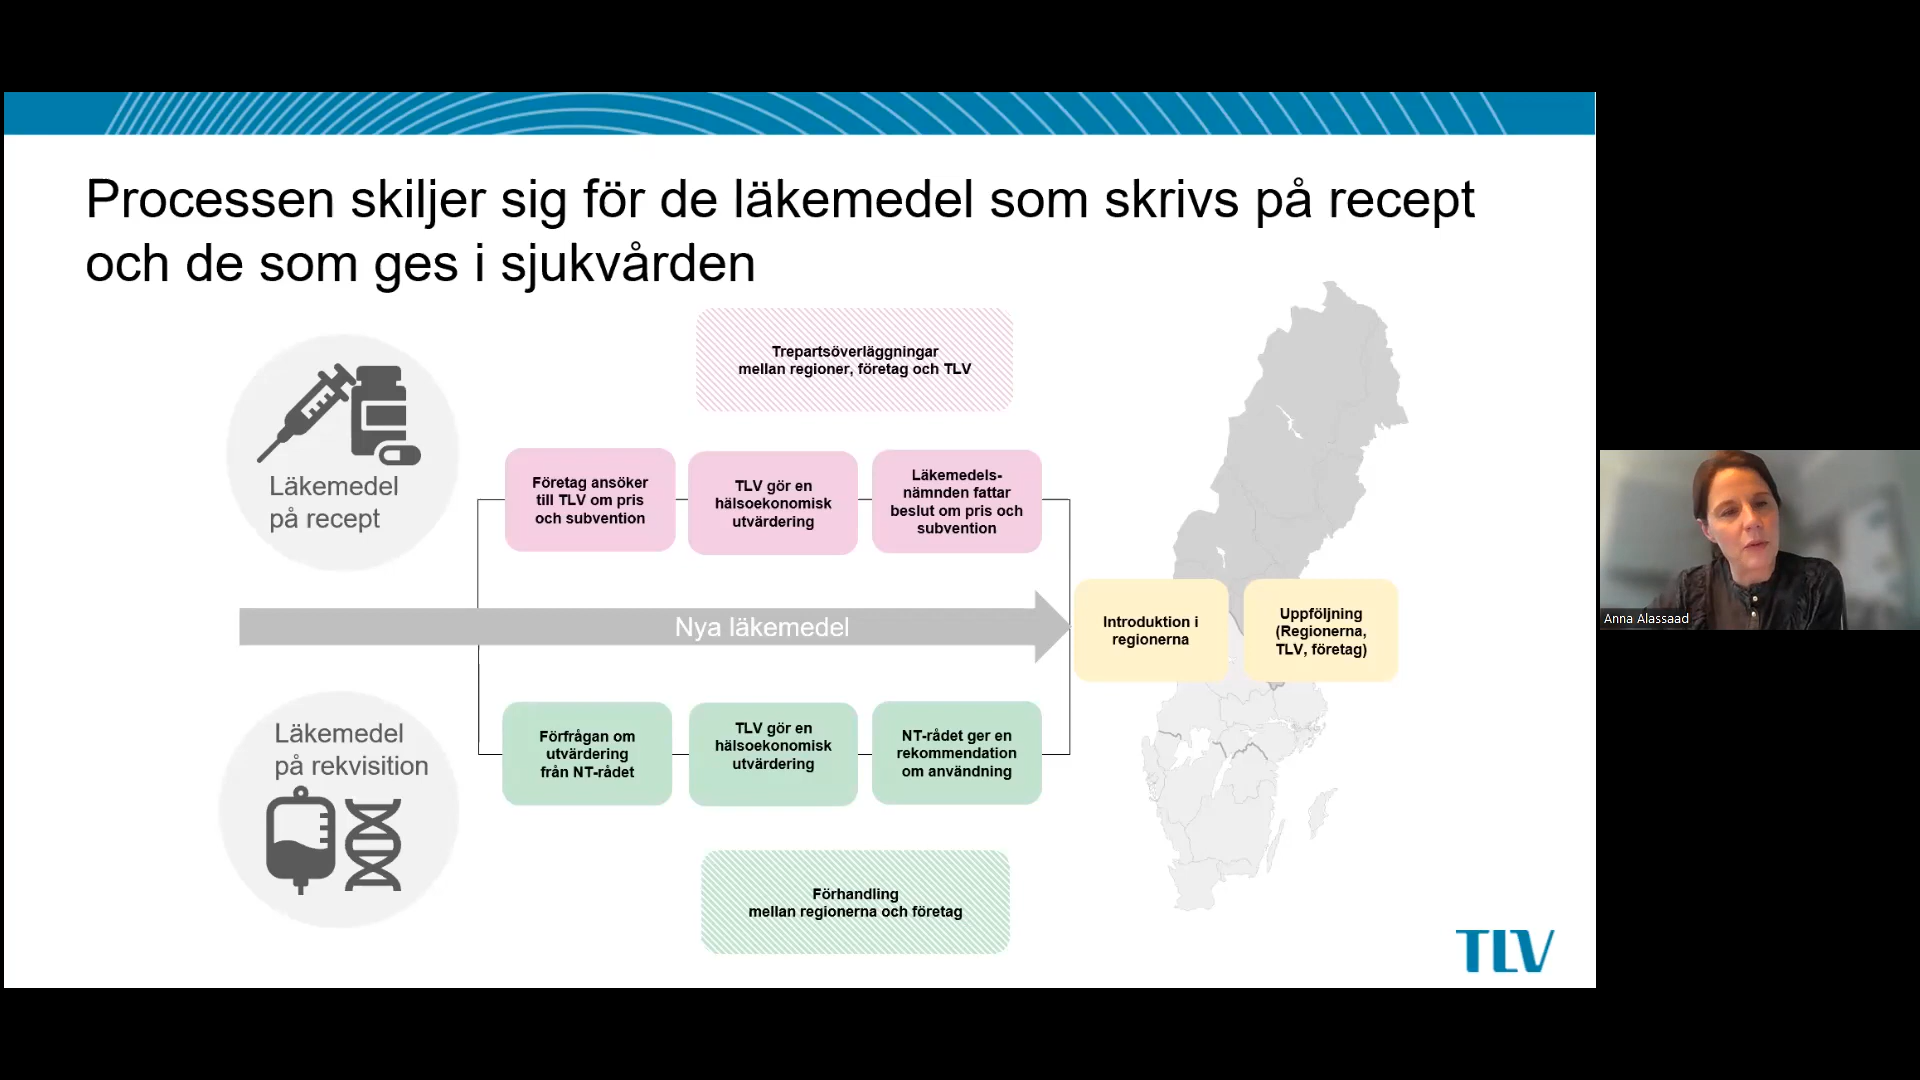 Processen skiljer sig för de läkemedel som skrivs på recept
och de som ges i sjukvården
Trepartsöverläggningar
mellan regioner, företag och TLV
Läkemedel
på recept
Företag ansöker
till TLV om pris
och subvention
TLV gör en
hälsoekonomisk
utvärdering
Läkemedels-
nämnden fattar
beslut om pris och
subvention
Nya läkemedel
Introduktion i
regionerna
Uppföljning
(Regionerna,
TLV, företag)
Läkemedel
på rekvisition
Förfrågan om
utvärdering
från NT-rådet
TLV gör en
hälsoekonomisk
utvärdering
NT-rådet ger en
rekommendation
om användning
Förhandling
mellan regionerna och företag
TLV
Anna Alassaad